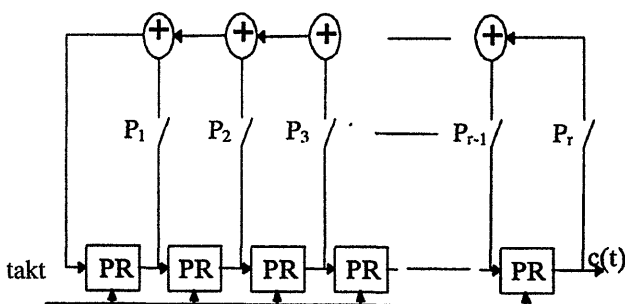 + + + +
P₁ P₂ P₃ Pᵣ₋₁ Pᵣ
takt PR PR PR PR PR c(t)